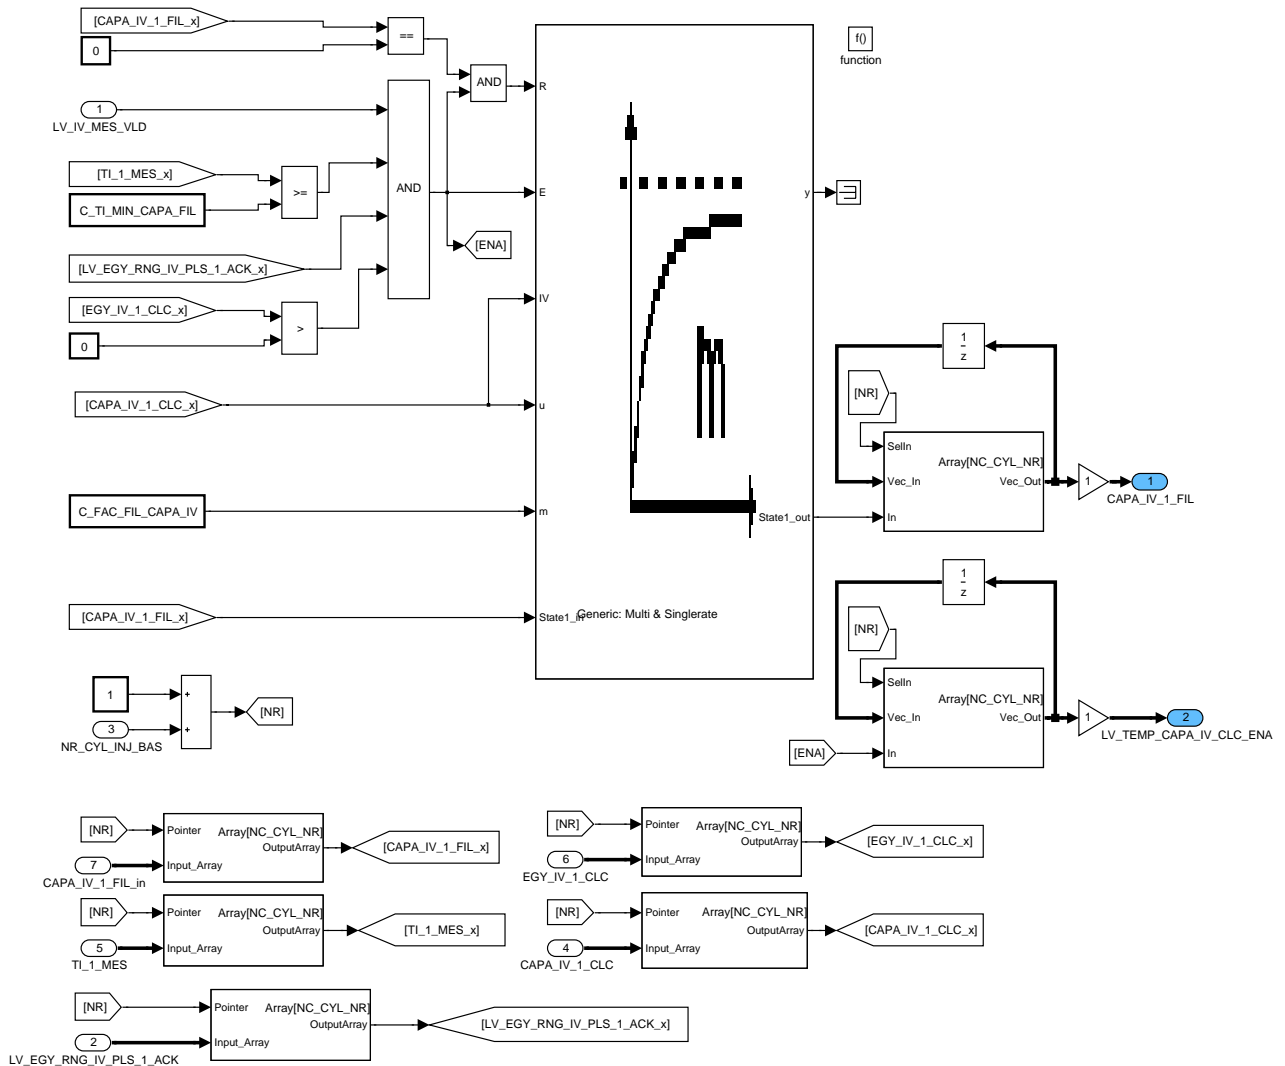 [CAPA_IV_1_FIL_x]
0
==
AND
f()
function
1
LV_IV_MES_VLD
[TI_1_MES_x]
C_TI_MIN_CAPA_FIL
>=
AND
[LV_EGY_RNG_IV_PLS_1_ACK_x]
[EGY_IV_1_CLC_x]
0
>
[ENA]
[CAPA_IV_1_CLC_x]
C_FAC_FIL_CAPA_IV
[CAPA_IV_1_FIL_x]
R
E
IV
u
m
State1_in
Generic: Multi & Singlerate
y
State1_out
1
z
[NR]
SelIn
Array[NC_CYL_NR]
Vec_In
Vec_Out
In
1
1
CAPA_IV_1_FIL
1
z
[NR]
SelIn
Array[NC_CYL_NR]
Vec_In
Vec_Out
[ENA]
In
1
2
LV_TEMP_CAPA_IV_CLC_ENA
1
+
+
3
NR_CYL_INJ_BAS
[NR]
[NR]
Pointer
Array[NC_CYL_NR]
OutputArray
7
Input_Array
CAPA_IV_1_FIL_in
[CAPA_IV_1_FIL_x]
[NR]
Pointer
Array[NC_CYL_NR]
OutputArray
6
Input_Array
EGY_IV_1_CLC
[EGY_IV_1_CLC_x]
[NR]
Pointer
Array[NC_CYL_NR]
OutputArray
5
Input_Array
TI_1_MES
[TI_1_MES_x]
[NR]
Pointer
Array[NC_CYL_NR]
OutputArray
4
Input_Array
CAPA_IV_1_CLC
[CAPA_IV_1_CLC_x]
[NR]
Pointer
Array[NC_CYL_NR]
OutputArray
2
Input_Array
LV_EGY_RNG_IV_PLS_1_ACK
[LV_EGY_RNG_IV_PLS_1_ACK_x]